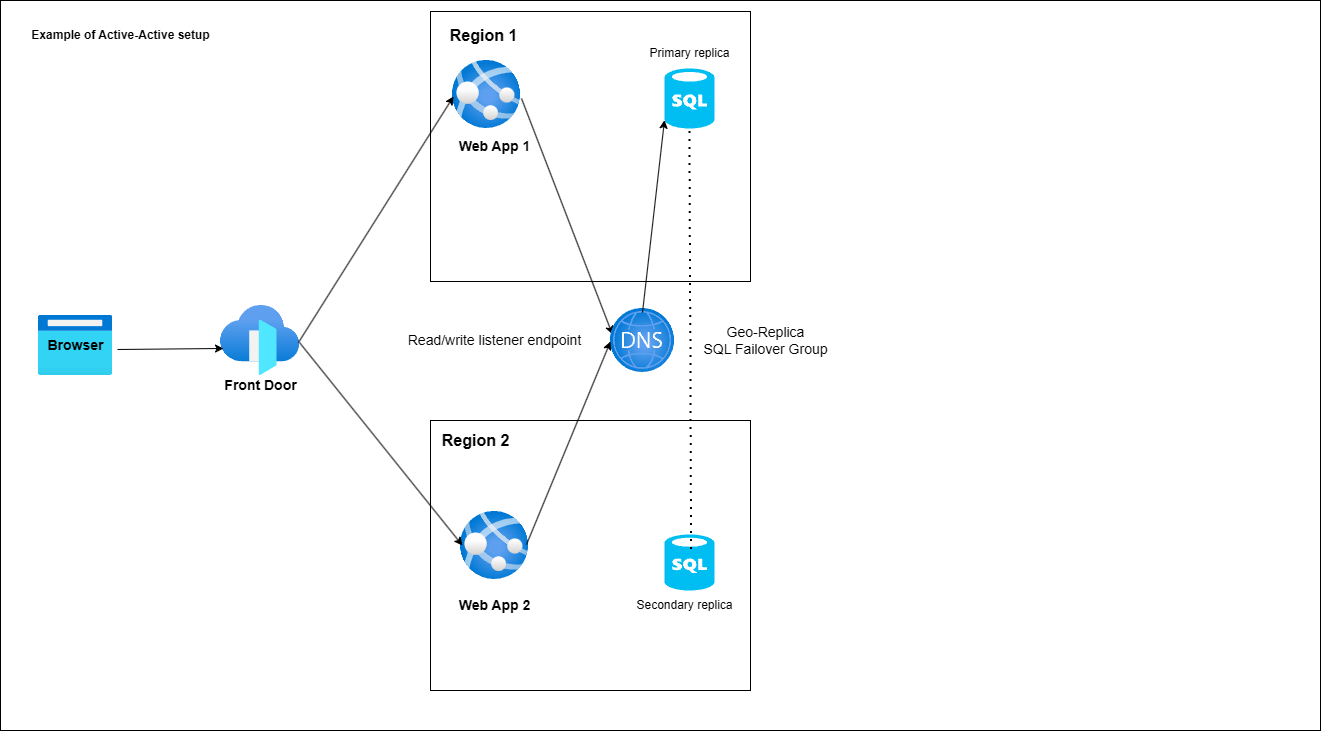 Example of Active-Active setup
Region 1
Primary replica
SQL
Web App 1
Browser
Front Door
Read/write listener endpoint
DNS
Geo-Replica
SQL Failover Group
Region 2
SQL
Web App 2
Secondary replica